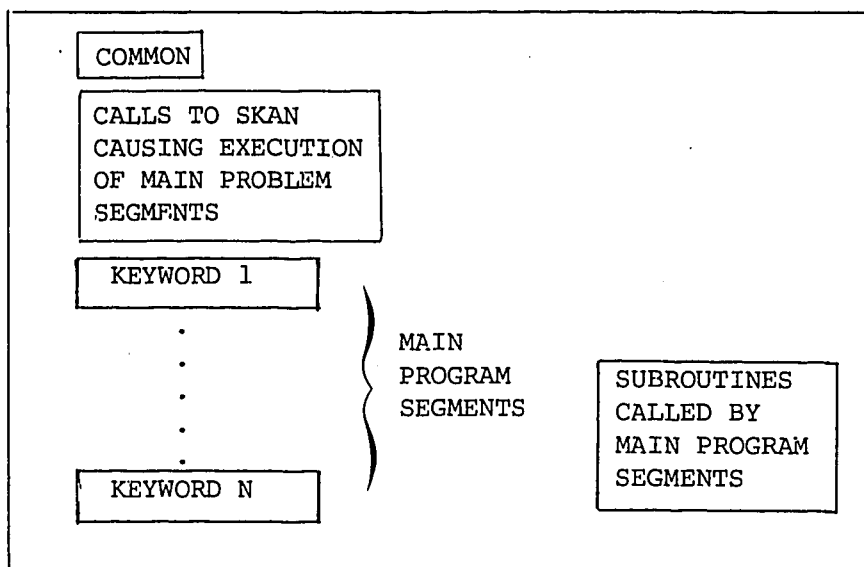 COMMON
CALLS TO SKAN
CAUSING EXECUTION
OF MAIN PROBLEM
SEGMENTS
KEYWORD 1
MAIN
PROGRAM
SEGMENTS
KEYWORD N
SUBROUTINES
CALLED BY
MAIN PROGRAM
SEGMENTS